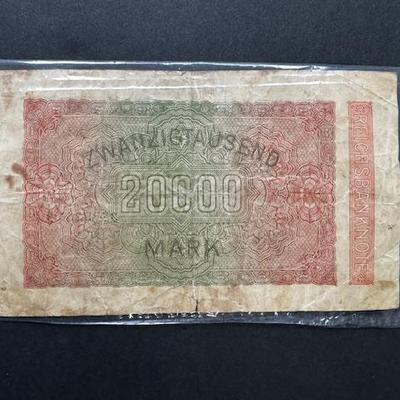 ZWANZIGTAUSEND
20000
MARK
REICHSBANKNOTE